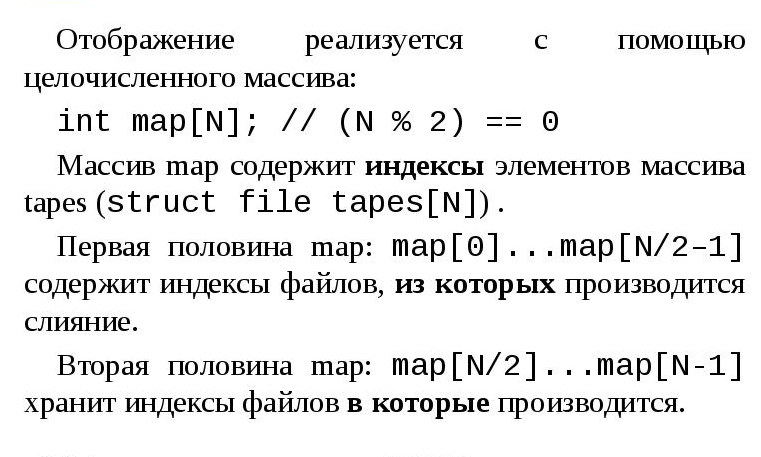 Отображение реализуется с помощью
целочисленного массива:
int map[N]; // (N % 2) == 0
Массив map содержит индексы элементов массива
tapes (struct file tapes[N]).
Первая половина map: map[0]...map[N/2–1]
содержит индексы файлов, из которых производится
слияние.
Вторая половина map: map[N/2]...map[N-1]
хранит индексы файлов в которые производится.